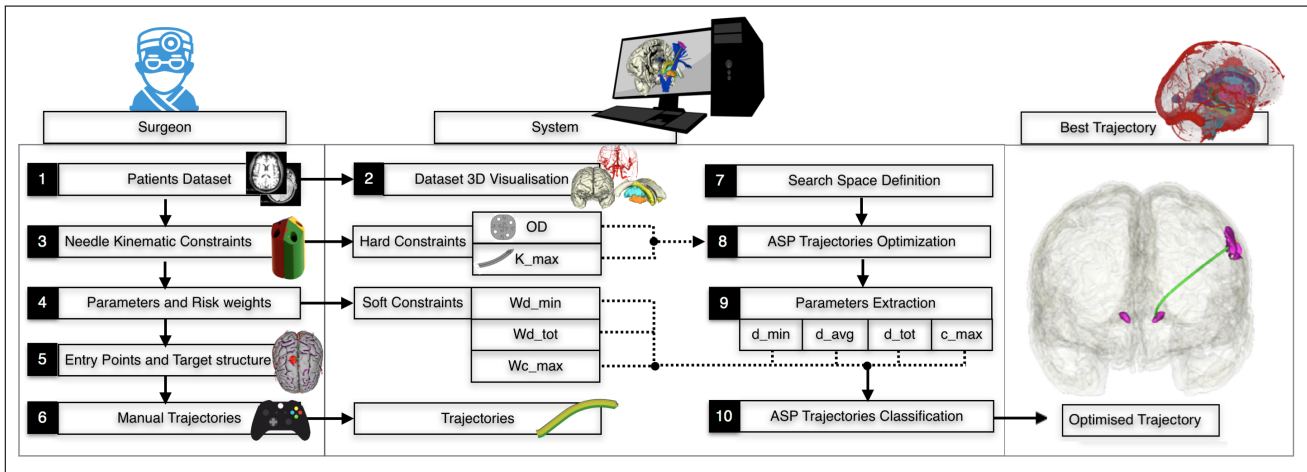 Surgeon
System
Best Trajectory
1 Patients Dataset
2 Dataset 3D Visualisation
7 Search Space Definition
3 Needle Kinematic Constraints
Hard Constraints
OD
K_max
8 ASP Trajectories Optimization
4 Parameters and Risk weights
Soft Constraints
Wd_min
Wd_tot
Wc_max
9 Parameters Extraction
d_min d_avg d_tot c_max
5 Entry Points and Target structure
6 Manual Trajectories
Trajectories
10 ASP Trajectories Classification
Optimised Trajectory